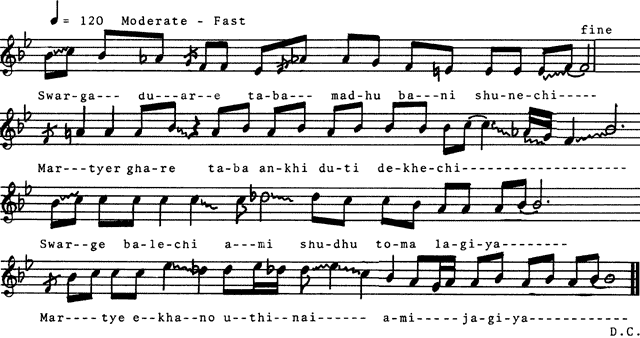 ♩= 120 Moderate - Fast
fine
Swar-ga--- du---ar--e ta-ba--- mad-hu ba---ni shu-ne-chi-----
Mar---tyer gha-re ta-ba an-khi du-ti de-khe-chi--------------------
Swar--ge ba-le-chi a---mi shu-dhu to-ma la-gi-ya--------
Mar----tye e--kha--no u--thi--nai------ a-mi-----ja-gi-ya------------
D.C.